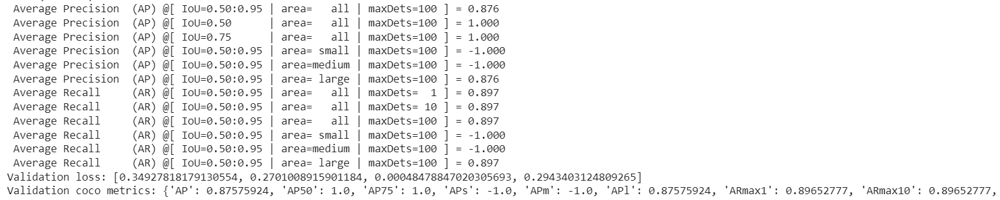 Average Precision  (AP) @[ IoU=0.50:0.95 | area=   all | maxDets=100 ] = 0.876
Average Precision  (AP) @[ IoU=0.50      | area=   all | maxDets=100 ] = 1.000
Average Precision  (AP) @[ IoU=0.75      | area=   all | maxDets=100 ] = 1.000
Average Precision  (AP) @[ IoU=0.50:0.95 | area= small | maxDets=100 ] = -1.000
Average Precision  (AP) @[ IoU=0.50:0.95 | area=medium | maxDets=100 ] = -1.000
Average Precision  (AP) @[ IoU=0.50:0.95 | area= large | maxDets=100 ] = 0.876
Average Recall     (AR) @[ IoU=0.50:0.95 | area=   all | maxDets=  1 ] = 0.897
Average Recall     (AR) @[ IoU=0.50:0.95 | area=   all | maxDets= 10 ] = 0.897
Average Recall     (AR) @[ IoU=0.50:0.95 | area=   all | maxDets=100 ] = 0.897
Average Recall     (AR) @[ IoU=0.50:0.95 | area= small | maxDets=100 ] = -1.000
Average Recall     (AR) @[ IoU=0.50:0.95 | area=medium | maxDets=100 ] = -1.000
Average Recall     (AR) @[ IoU=0.50:0.95 | area= large | maxDets=100 ] = 0.897
Validation loss: [0.34927818179130554, 0.2701008915901184, 0.00048478847020305693, 0.2943403124809265]
Validation coco metrics: {'AP': 0.87575924, 'AP50': 1.0, 'AP75': 1.0, 'APs': -1.0, 'APm': -1.0, 'APl': 0.87575924, 'ARmax1': 0.89652777, 'ARmax10': 0.89652777,